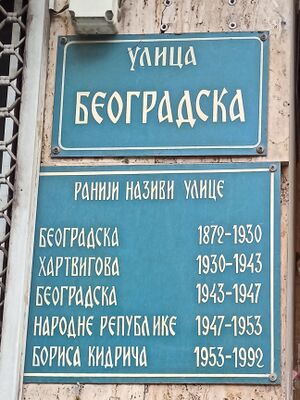 УЛИЦА
БЕОГРАДСКА
РАНИЈИ НАЗИВИ УЛИЦЕ
БЕОГРАДСКА 1872-1930
ХАРТВИГОВА 1930-1943
БЕОГРАДСКА 1943-1947
НАРОДНЕ РЕПУБЛИКЕ 1947-1953
БОРИСА КИДРИЧА 1953-1992